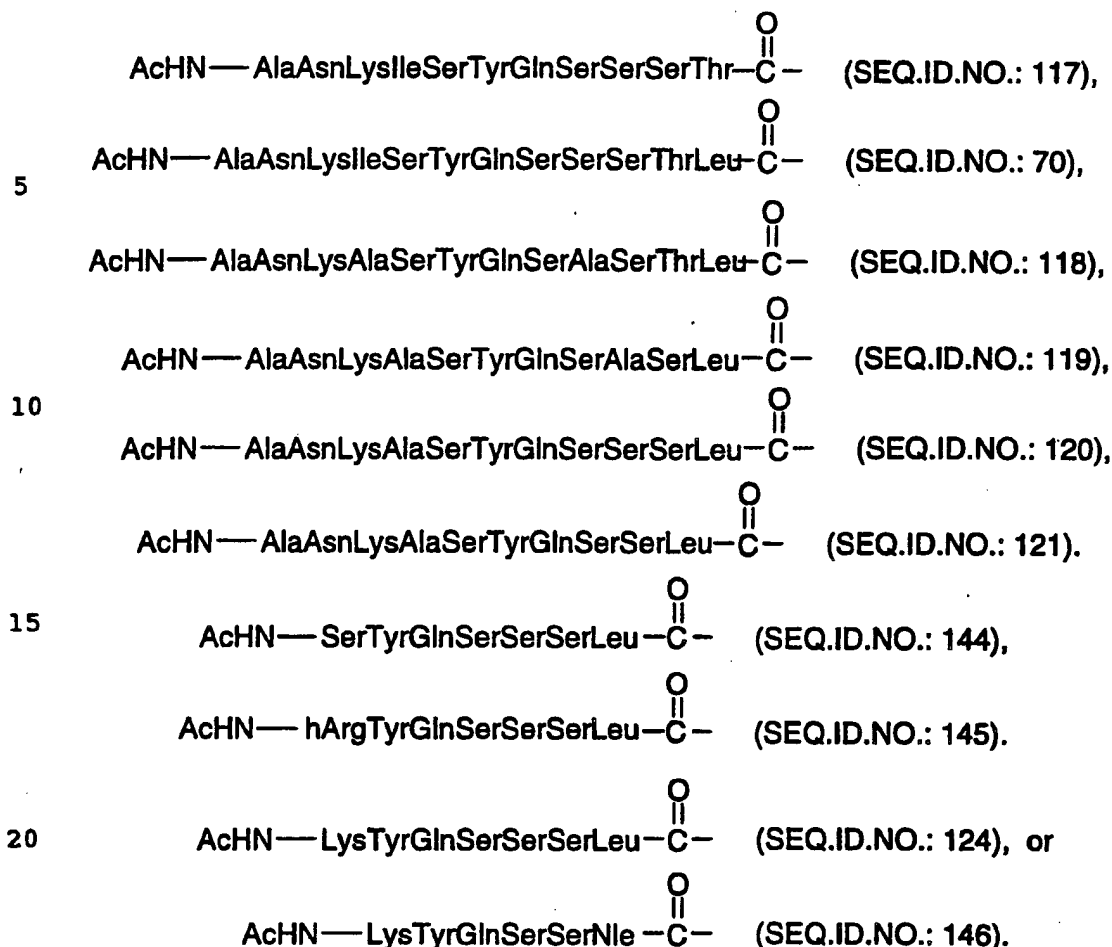 O
AcHN—AlaAsnLysIleSerTyrGlnSerSerSerThr–C– (SEQ.ID.NO.: 117),
O
5 AcHN—AlaAsnLysIleSerTyrGlnSerSerSerThrLeu–C– (SEQ.ID.NO.: 70),
O
AcHN—AlaAsnLysAlaSerTyrGlnSerAlaSerThrLeu–C– (SEQ.ID.NO.: 118),
O
AcHN—AlaAsnLysAlaSerTyrGlnSerAlaSerLeu–C– (SEQ.ID.NO.: 119),
10 O
AcHN—AlaAsnLysAlaSerTyrGlnSerSerSerLeu–C– (SEQ.ID.NO.: 120),
O
AcHN—AlaAsnLysAlaSerTyrGlnSerSerLeu–C– (SEQ.ID.NO.: 121).
O
15 AcHN—SerTyrGlnSerSerSerLeu–C– (SEQ.ID.NO.: 144),
O
AcHN—hArgTyrGlnSerSerSerLeu–C– (SEQ.ID.NO.: 145).
O
20 AcHN—LysTyrGlnSerSerSerLeu–C– (SEQ.ID.NO.: 124), or
O
AcHN—LysTyrGlnSerSerNle–C– (SEQ.ID.NO.: 146).